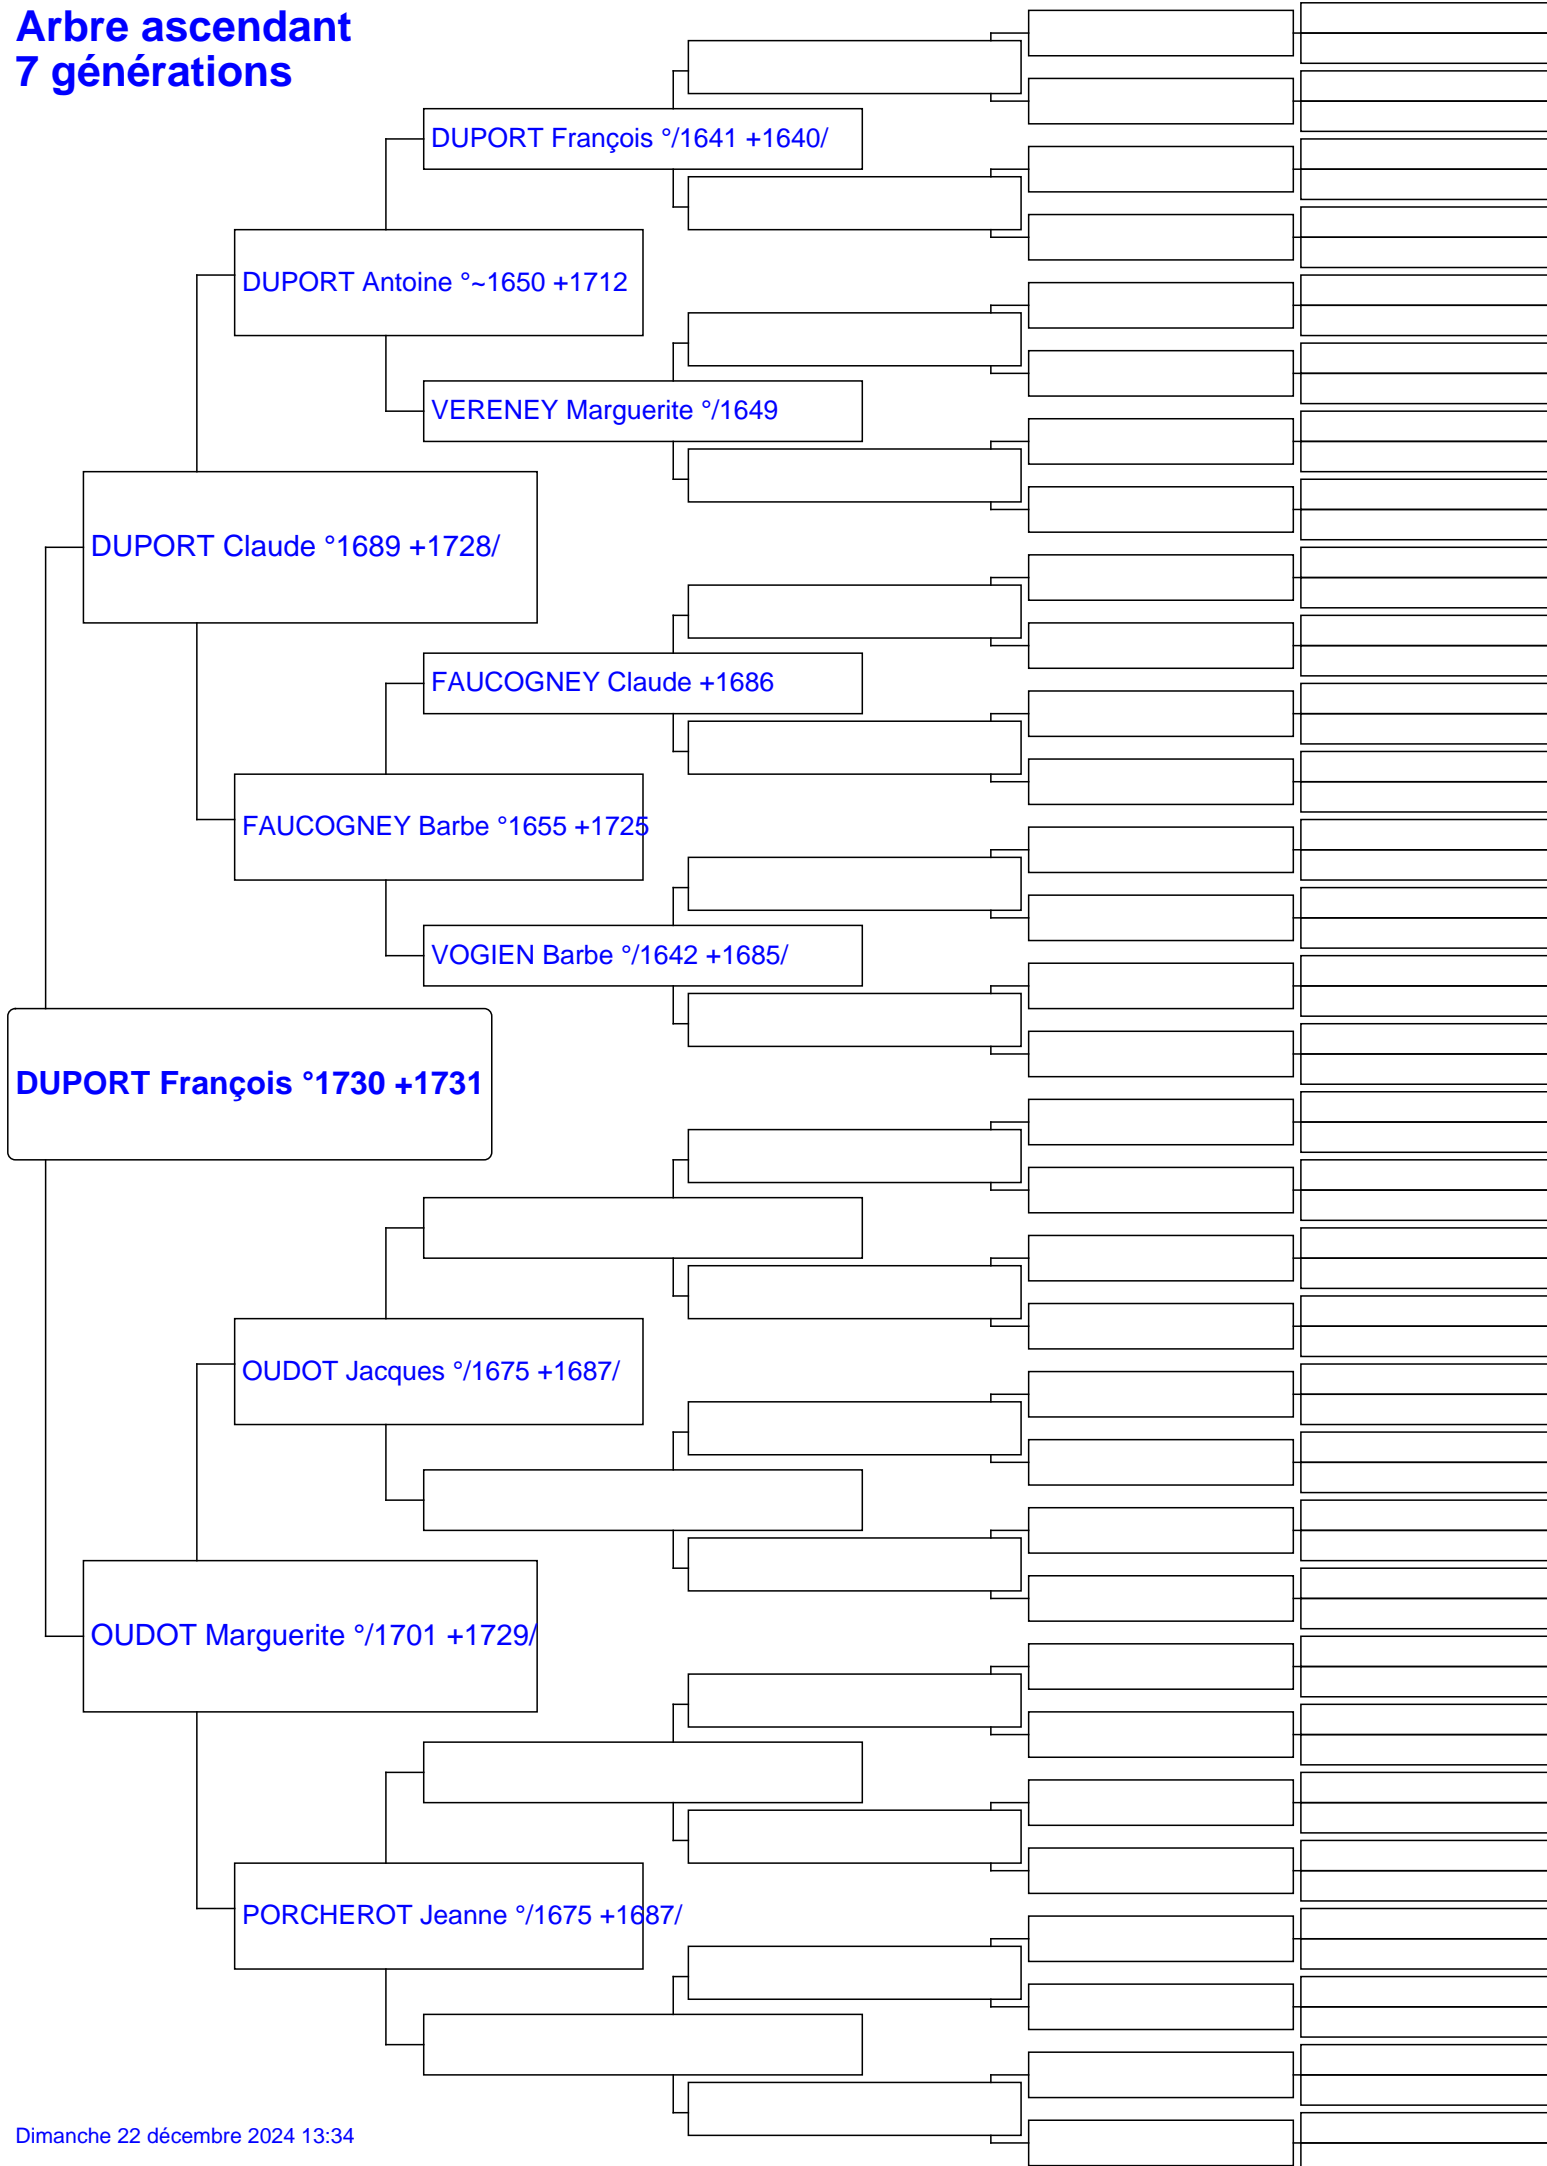 Arbre ascendant
7 générations
DUPORT François °/1641 +1640/
DUPORT Antoine °~1650 +1712
VERENEY Marguerite °/1649
DUPORT Claude °1689 +1728/
FAUCOGNEY Claude +1686
FAUCOGNEY Barbe °1655 +1725
VOGIEN Barbe °/1642 +1685/
DUPORT François °1730 +1731
OUDOT Jacques °/1675 +1687/
OUDOT Marguerite °/1701 +1729/
PORCHEROT Jeanne °/1675 +1687/
Dimanche 22 décembre 2024 13:34